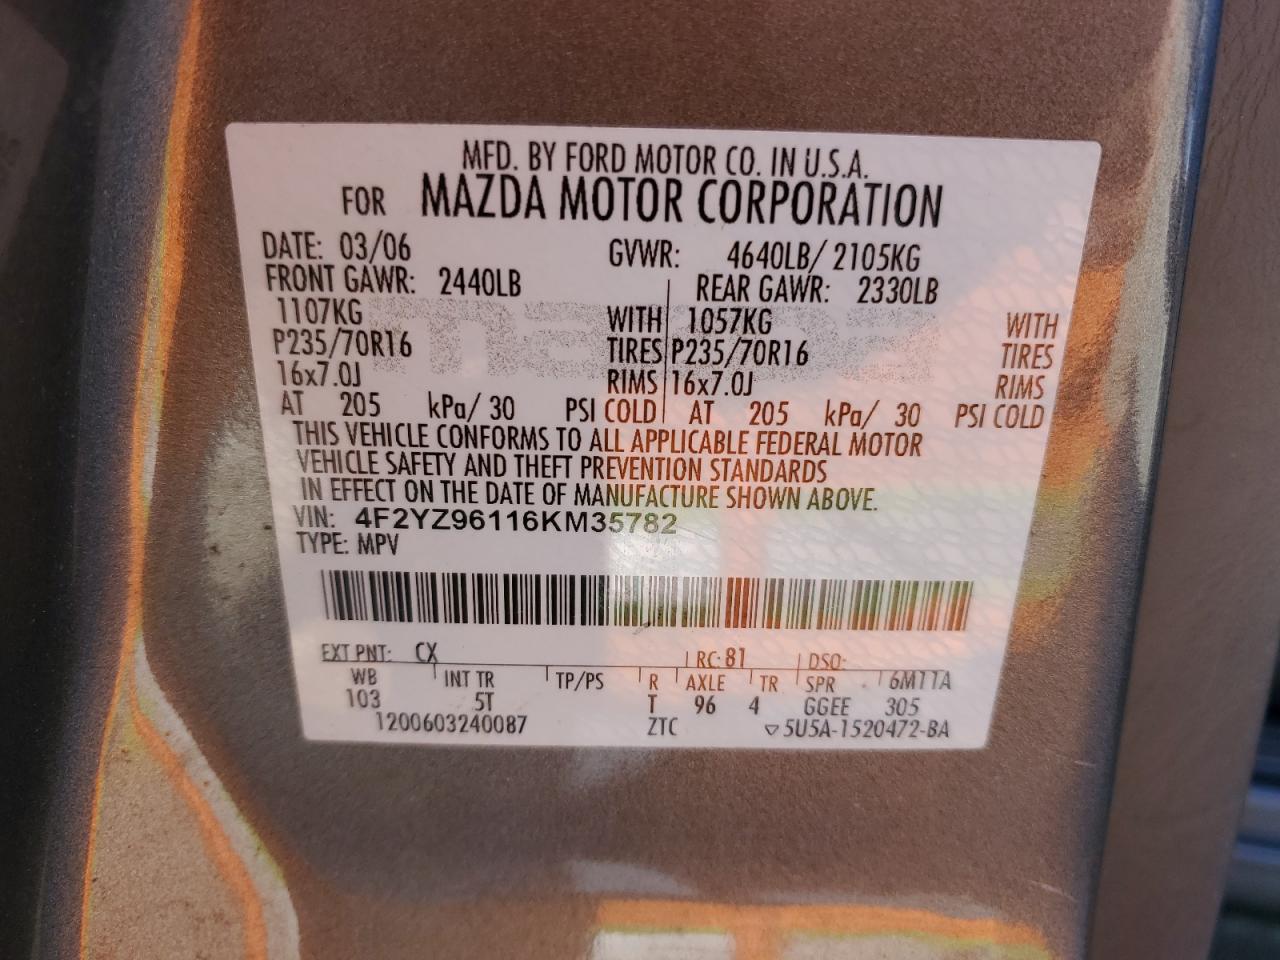 MFD. BY FORD MOTOR CO. IN U.S.A.
FOR MAZDA MOTOR CORPORATION
DATE: 03/06 GVWR: 4640LB/ 2105KG
FRONT GAWR: 2440LB REAR GAWR: 2330LB
1107KG WITH 1057KG WITH
P235/70R16 TIRES P235/70R16 TIRES
16x7.0J RIMS 16x7.0J RIMS
AT 205 kPa/ 30 PSI COLD AT 205 kPa/ 30 PSI COLD
THIS VEHICLE CONFORMS TO ALL APPLICABLE FEDERAL MOTOR
VEHICLE SAFETY AND THEFT PREVENTION STANDARDS
IN EFFECT ON THE DATE OF MANUFACTURE SHOWN ABOVE.
VIN: 4F2YZ96116KM35782
TYPE: MPV
EXT PNT: CX RC: 81 DSO:
WB INT TR TP/PS R AXLE TR SPR 6M11A
103 5T T 96 4 GGEE 305
1200603240087 ZTC ▽5U5A-1520472-BA